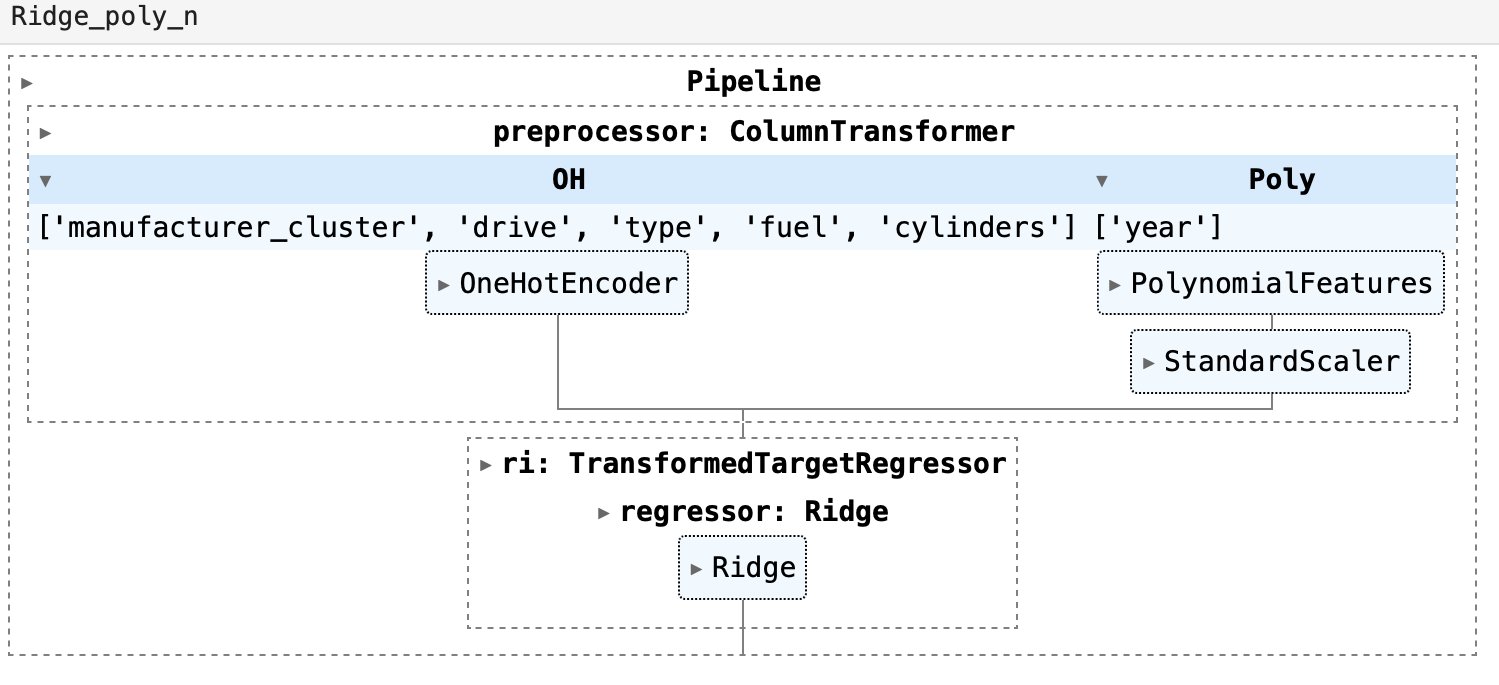 Ridge_poly_n
Pipeline
preprocessor: ColumnTransformer
OH Poly
['manufacturer_cluster', 'drive', 'type', 'fuel', 'cylinders'] ['year']
OneHotEncoder PolynomialFeatures
StandardScaler
ri: TransformedTargetRegressor
regressor: Ridge
Ridge